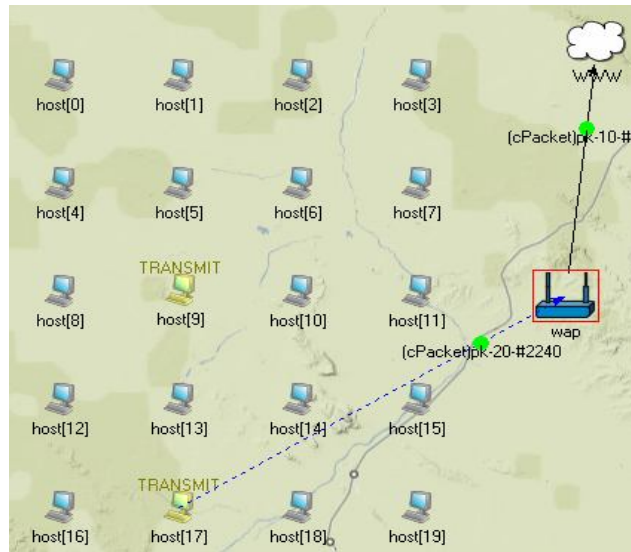 www
host[0] host[1] host[2] host[3]
(cPacket)pk-10-#
host[4] host[5] host[6] host[7]
TRANSMIT
host[8] host[9] host[10] host[11]
wap
(cPacket)pk-20-#2240
host[12] host[13] host[14] host[15]
TRANSMIT
host[16] host[17] host[18] host[19]